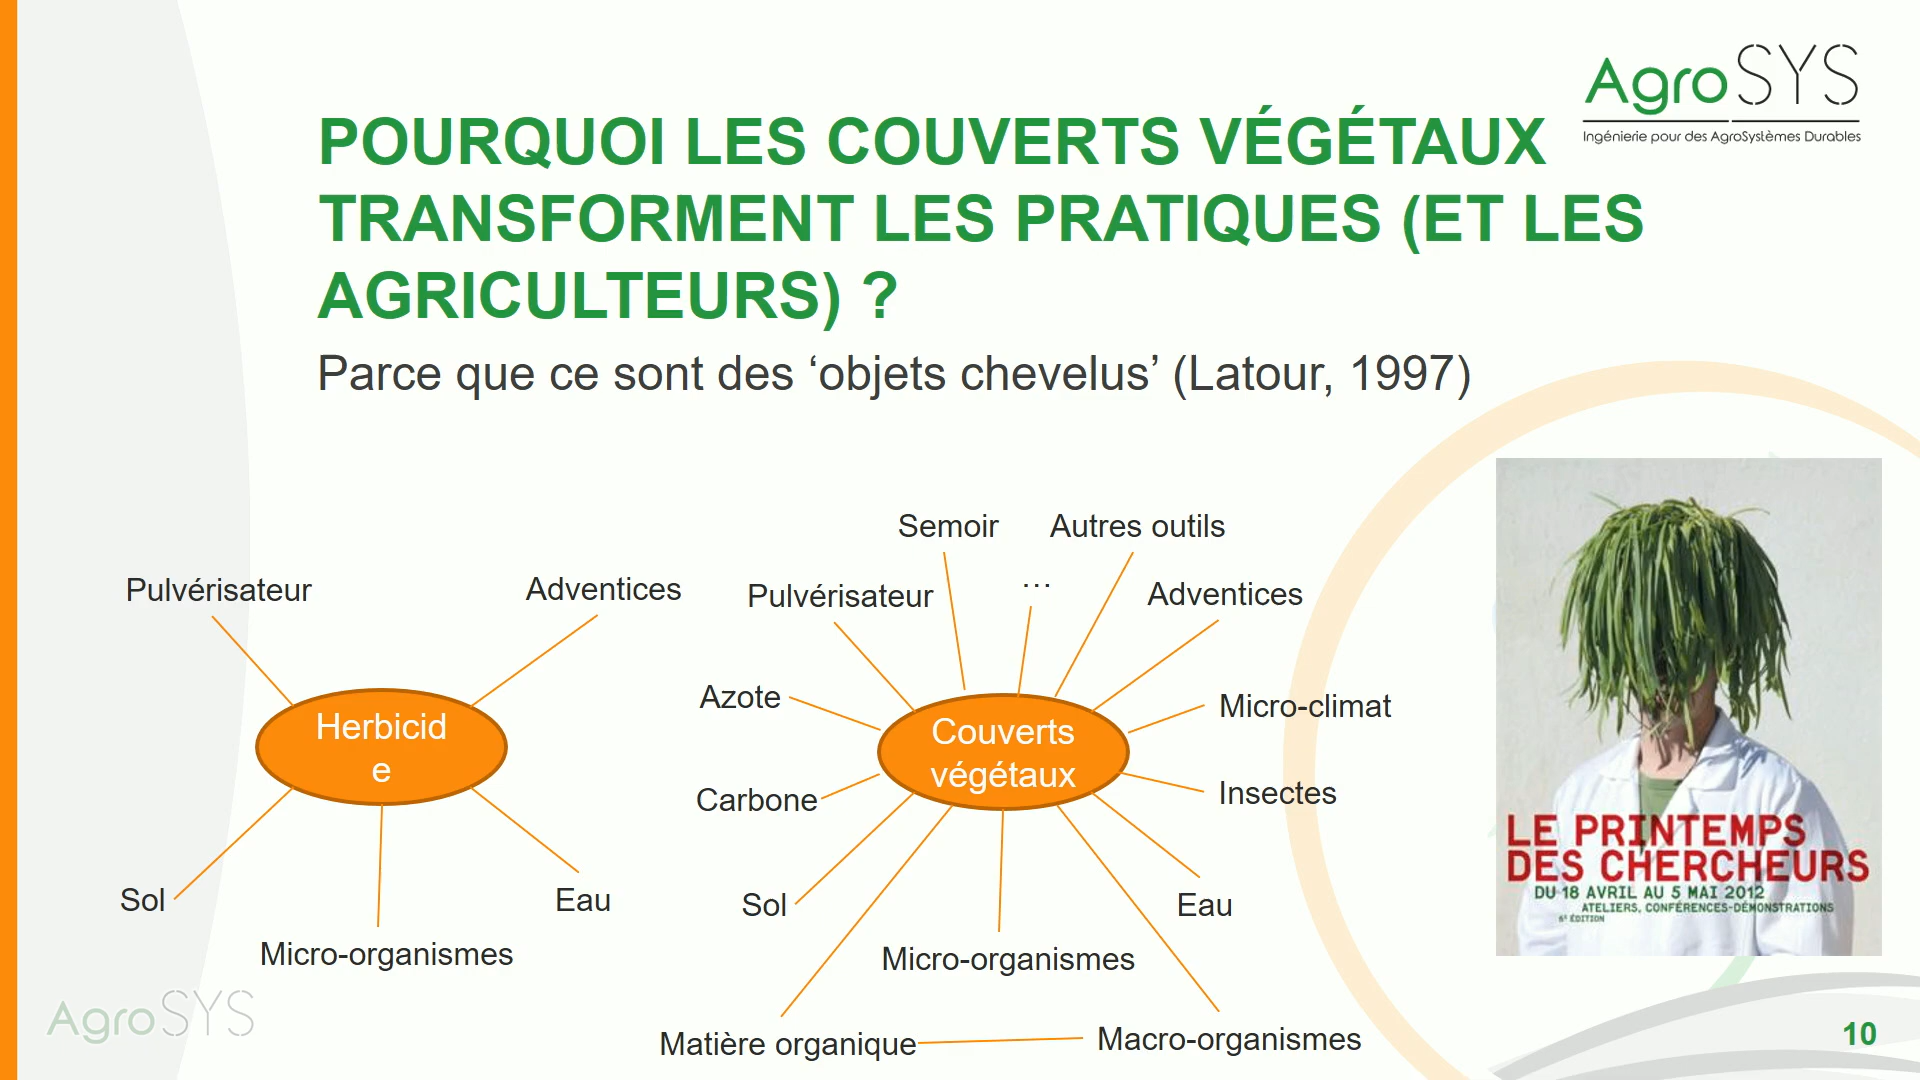 AgroSYS
Ingénierie pour des AgroSystèmes Durables
POURQUOI LES COUVERTS VÉGÉTAUX
TRANSFORMENT LES PRATIQUES (ET LES
AGRICULTEURS) ?
Parce que ce sont des ‘objets chevelus’ (Latour, 1997)
Pulvérisateur
Adventices
Herbicid
e
Sol
Micro-organismes
Eau
Semoir
Autres outils
Pulvérisateur
...
Adventices
Azote
Micro-climat
Couverts
végétaux
Carbone
Insectes
Sol
Eau
Micro-organismes
Matière organique
Macro-organismes
LE PRINTEMPS
DES CHERCHEURS
DU 18 AVRIL AU 5 MAI 2012
ATELIERS, CONFÉRENCES-DÉMONSTRATIONS
6e ÉDITION
AgroSYS
10